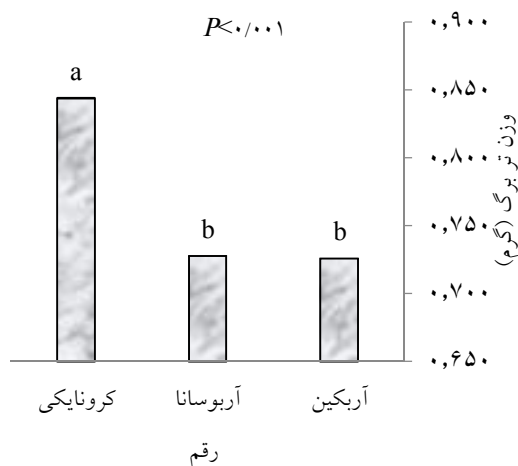 P<۰/۰۰۱
۰,۹۰۰
۰,۸۵۰
۰,۸۰۰
۰,۷۵۰
۰,۷۰۰
۰,۶۵۰
وزن تر برگ (گرم)
a
b
b
آربکین
آربوسانا
کرونایکی
رقم